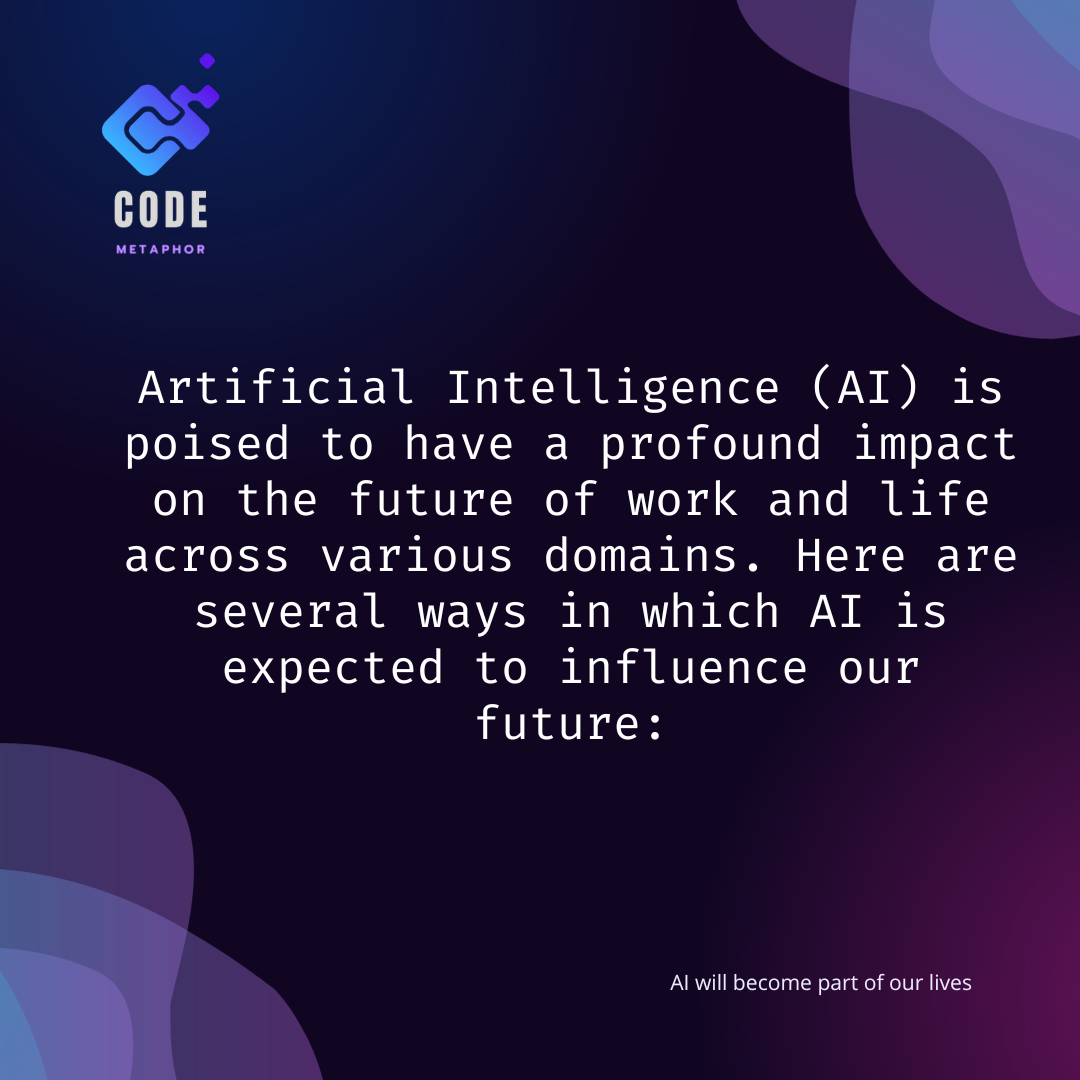 CODE
METAPHOR
Artificial Intelligence (AI) is
poised to have a profound impact
on the future of work and life
across various domains. Here are
several ways in which AI is
expected to influence our
future:
AI will become part of our lives